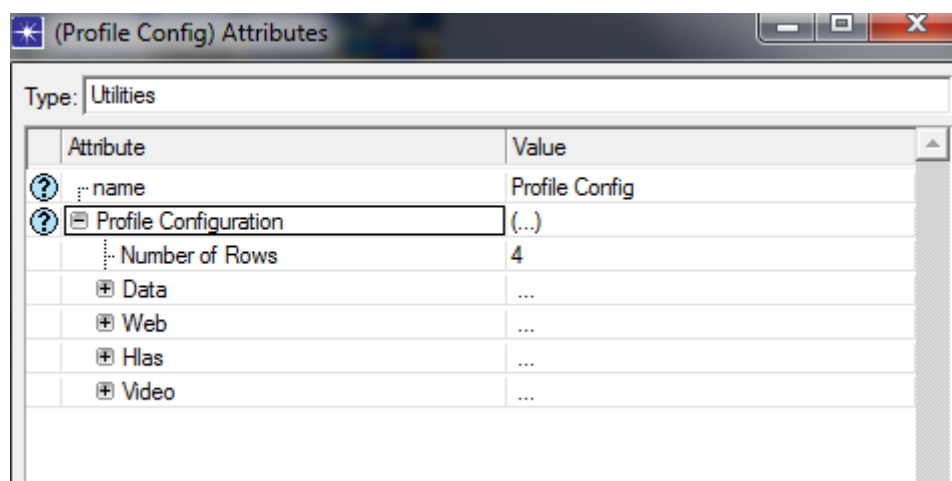 (Profile Config) Attributes
Type: Utilities
Attribute Value
name Profile Config
Profile Configuration (...)
Number of Rows 4
Data ...
Web ...
Hlas ...
Video ...